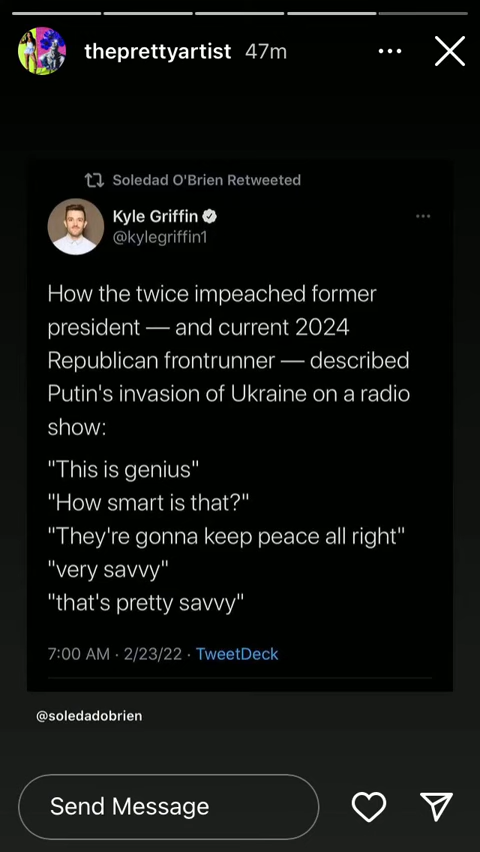 theprettyartist 47m
Soledad O'Brien Retweeted
Kyle Griffin
@kylegriffin1
How the twice impeached former
president — and current 2024
Republican frontrunner — described
Putin's invasion of Ukraine on a radio
show:
"This is genius"
"How smart is that?"
"They're gonna keep peace all right"
"very savvy"
"that's pretty savvy"
7:00 AM · 2/23/22 · TweetDeck
@soledadobrien
Send Message